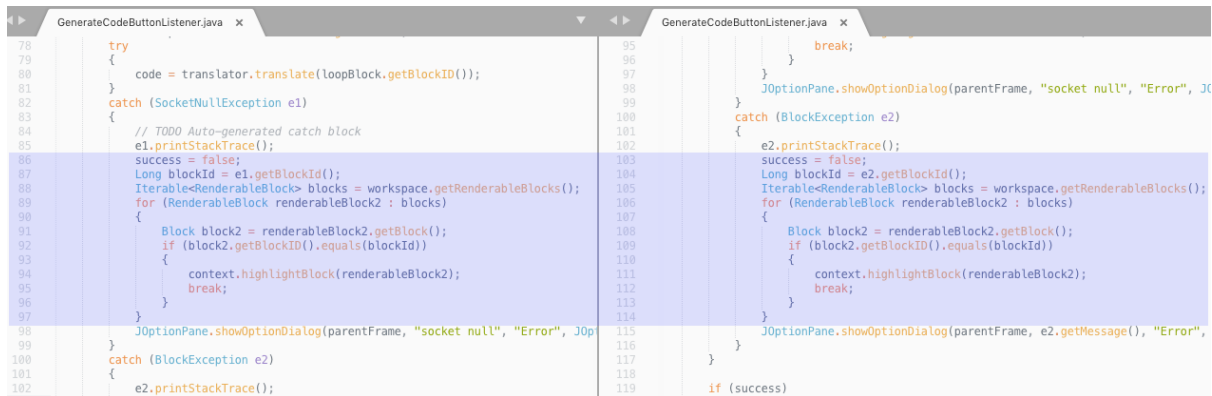 GenerateCodeButtonListener.java ×
78 try
79 {
80 code = translator.translate(loopBlock.getBlockID());
81 }
82 catch (SocketNullException e1)
83 {
84 // TODO Auto-generated catch block
85 e1.printStackTrace();
86 success = false;
87 Long blockId = e1.getBlockId();
88 Iterable<RenderableBlock> blocks = workspace.getRenderableBlocks();
89 for (RenderableBlock renderableBlock2 : blocks)
90 {
91 Block block2 = renderableBlock2.getBlock();
92 if (block2.getBlockID().equals(blockId))
93 {
94 context.highlightBlock(renderableBlock2);
95 break;
96 }
97 }
98 JOptionPane.showOptionDialog(parentFrame, "socket null", "Error", JOpt
99 }
100 catch (BlockException e2)
101 {
102 e2.printStackTrace();
GenerateCodeButtonListener.java ×
95 break;
96 }
97 }
98 JOptionPane.showOptionDialog(parentFrame, "socket null", "Error", JO
99 }
100 catch (BlockException e2)
101 {
102 e2.printStackTrace();
103 success = false;
104 Long blockId = e2.getBlockId();
105 Iterable<RenderableBlock> blocks = workspace.getRenderableBlocks();
106 for (RenderableBlock renderableBlock2 : blocks)
107 {
108 Block block2 = renderableBlock2.getBlock();
109 if (block2.getBlockID().equals(blockId))
110 {
111 context.highlightBlock(renderableBlock2);
112 break;
113 }
114 }
115 JOptionPane.showOptionDialog(parentFrame, e2.getMessage(), "Error",
116 }
117 }
118
119 if (success)